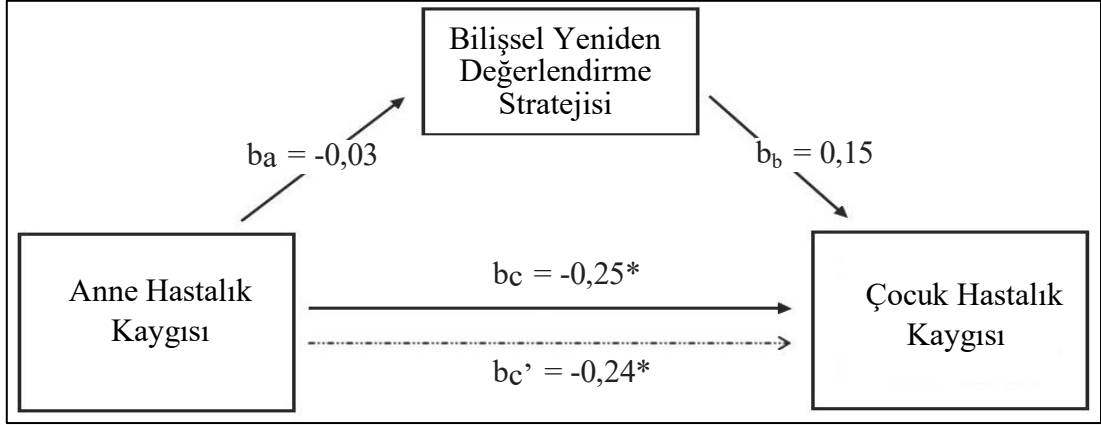 Bilişsel Yeniden
Değerlendirme
Stratejisi
ba = -0,03
b_b = 0,15
Anne Hastalık
Kaygısı
bc = -0,25*
bc’ = -0,24*
Çocuk Hastalık
Kaygısı